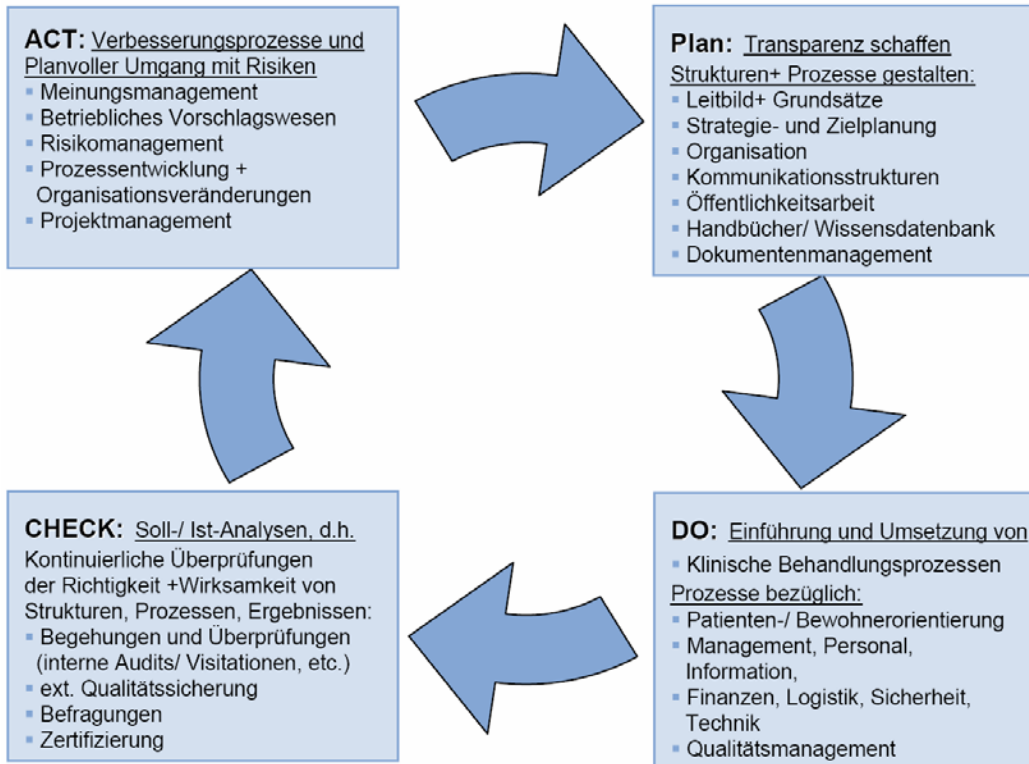 ACT: Verbesserungsprozesse und
Planvoller Umgang mit Risiken
▪ Meinungsmanagement
▪ Betriebliches Vorschlagswesen
▪ Risikomanagement
▪ Prozessentwicklung +
Organisationsveränderungen
▪ Projektmanagement
Plan: Transparenz schaffen
Strukturen+ Prozesse gestalten:
▪ Leitbild+ Grundsätze
▪ Strategie- und Zielplanung
▪ Organisation
▪ Kommunikationsstrukturen
▪ Öffentlichkeitsarbeit
▪ Handbücher/ Wissensdatenbank
▪ Dokumentenmanagement
CHECK: Soll-/ Ist-Analysen, d.h.
Kontinuierliche Überprüfungen
der Richtigkeit +Wirksamkeit von
Strukturen, Prozessen, Ergebnissen:
▪ Begehungen und Überprüfungen
(interne Audits/ Visitationen, etc.)
▪ ext. Qualitätssicherung
▪ Befragungen
▪ Zertifizierung
DO: Einführung und Umsetzung von
▪ Klinische Behandlungsprozessen
Prozesse bezüglich:
▪ Patienten-/ Bewohnerorientierung
▪ Management, Personal,
Information,
▪ Finanzen, Logistik, Sicherheit,
Technik
▪ Qualitätsmanagement